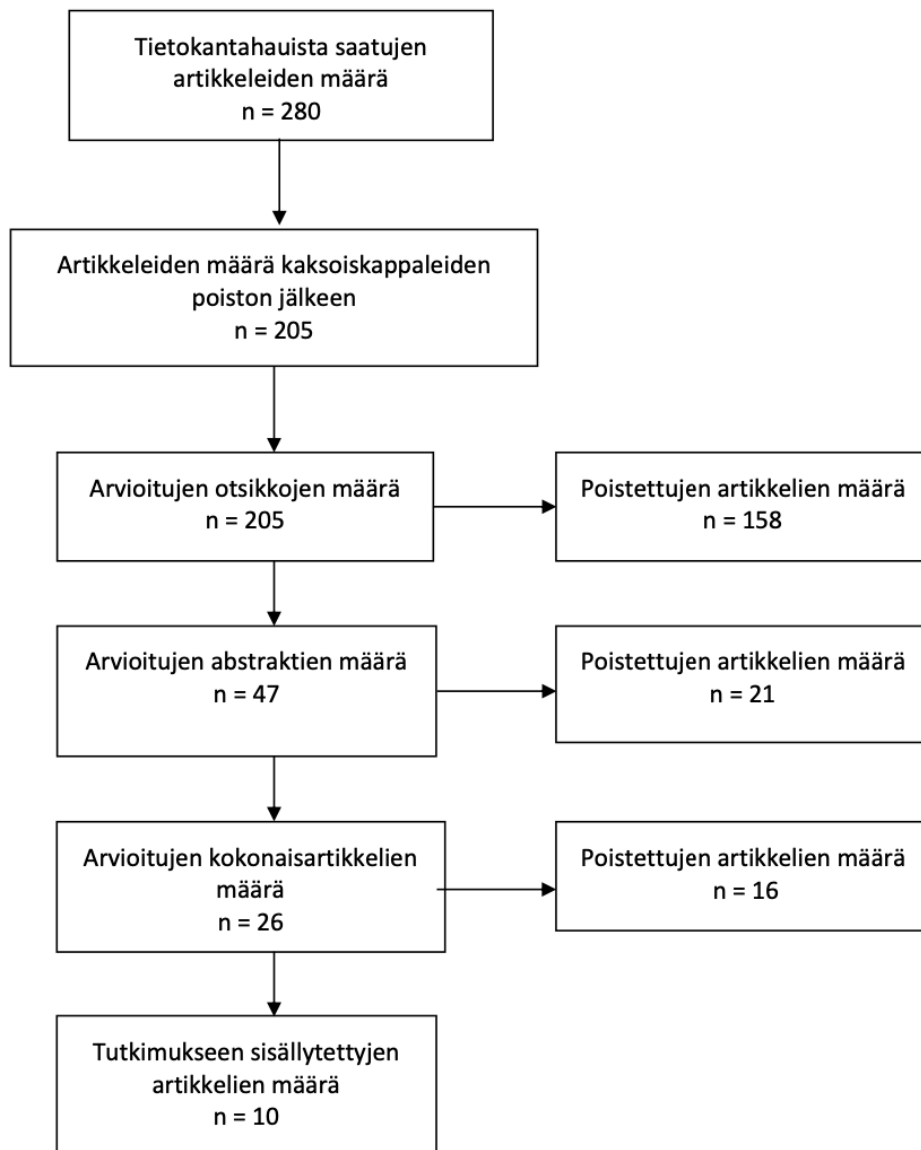 Tietokantahauista saatujen
artikkeleiden määrä
n = 280
Artikkeleiden määrä kaksoiskappaleiden
poiston jälkeen
n = 205
Arvioitujen otsikkojen määrä
n = 205
Poistettujen artikkelien määrä
n = 158
Arvioitujen abstraktien määrä
n = 47
Poistettujen artikkelien määrä
n = 21
Arvioitujen kokonaisartikkelien
määrä
n = 26
Poistettujen artikkelien määrä
n = 16
Tutkimukseen sisällytettyjen
artikkelien määrä
n = 10